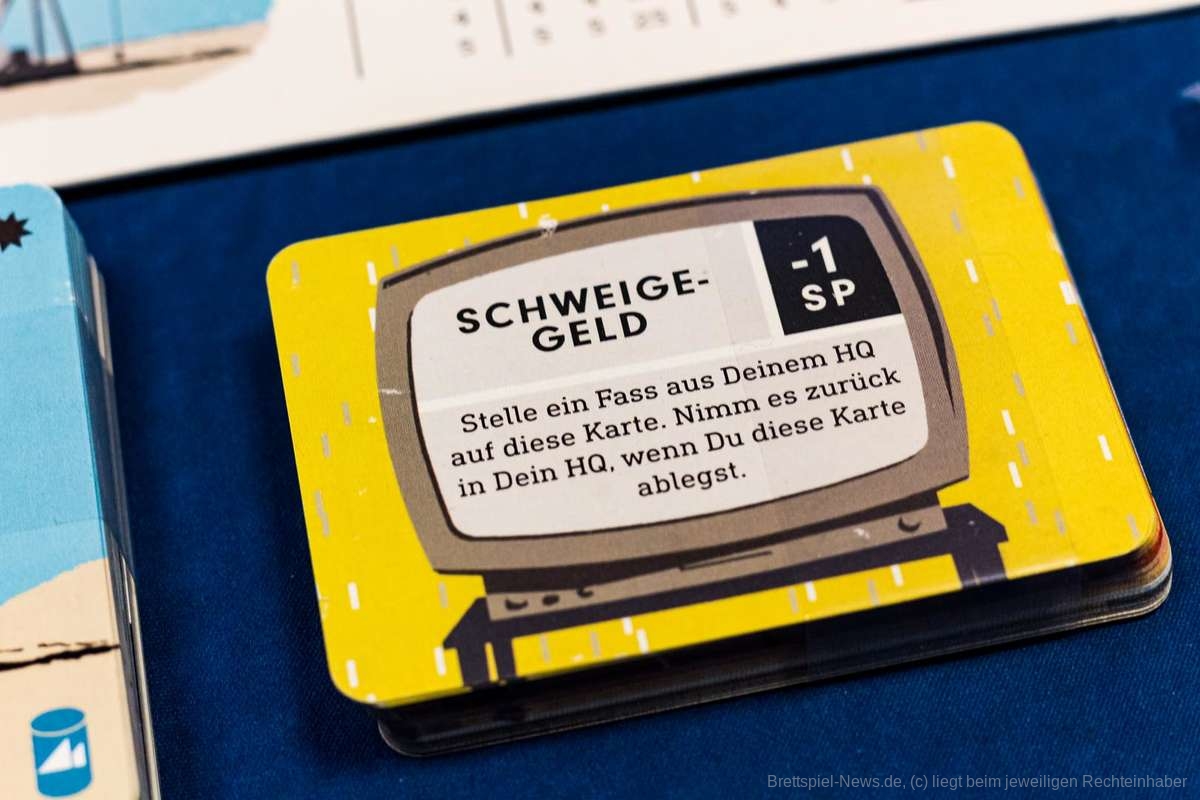 SCHWEIGE-
GELD
-1
SP
Stelle ein Fass aus Deinem HQ
auf diese Karte. Nimm es zurück
in Dein HQ, wenn Du diese Karte
ablegst.
Brettspiel-News.de, (c) liegt beim jeweiligen Rechteinhaber